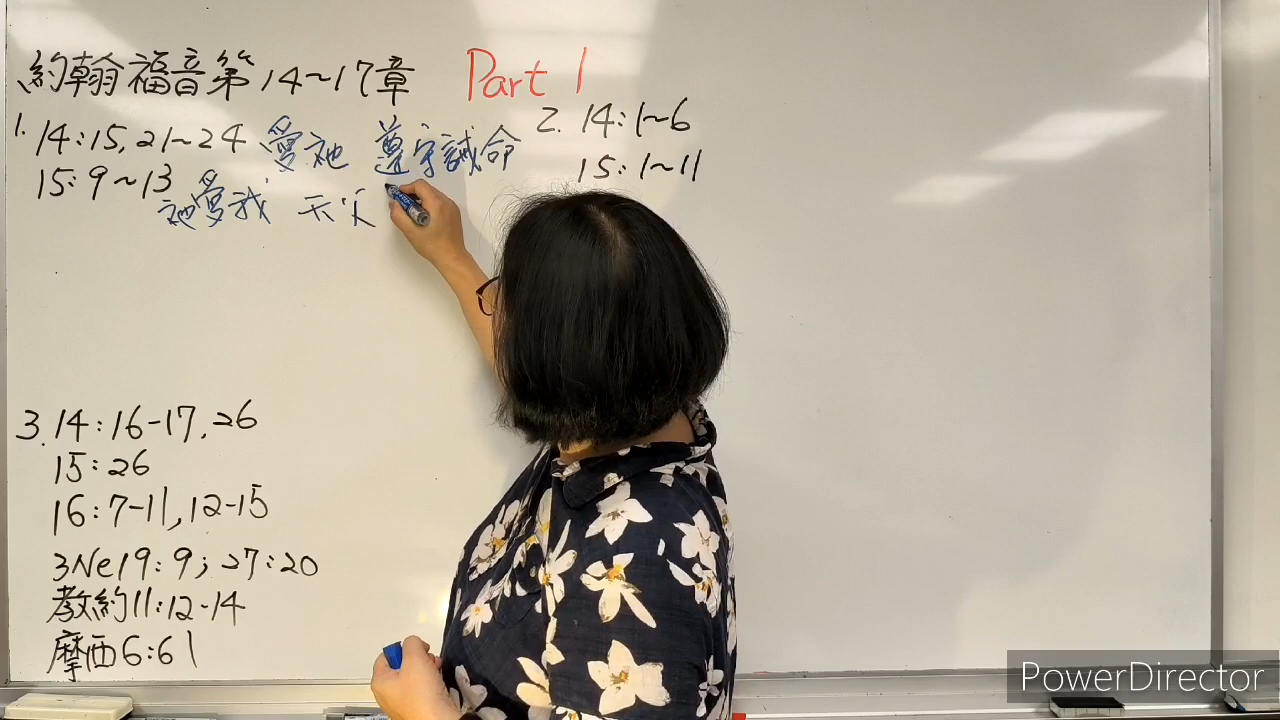 約翰福音第14~17章 Part 1
1. 14:15, 21~24 愛祂 遵守誡命
15:9~13
祂愛我 天父
2. 14:1~6
15:1~11
3. 14:16-17, 26
15:26
16:7-11, 12-15
3Ne19:9; 27:20
教約11:12-14
摩西6:61
PowerDirector